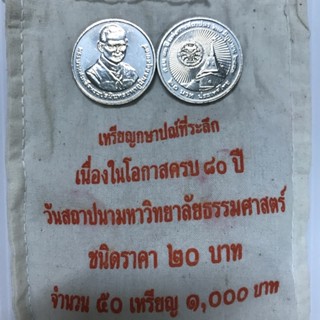 เหรียญกษาปณ์ที่ระลึก
เนื่องในโอกาสครบ ๘๐ ปี
วันสถาปนามหาวิทยาลัยธรรมศาสตร์
ชนิดราคา ๒๐ บาท
จำนวน ๕๐ เหรียญ ๑,๐๐๐ บาท